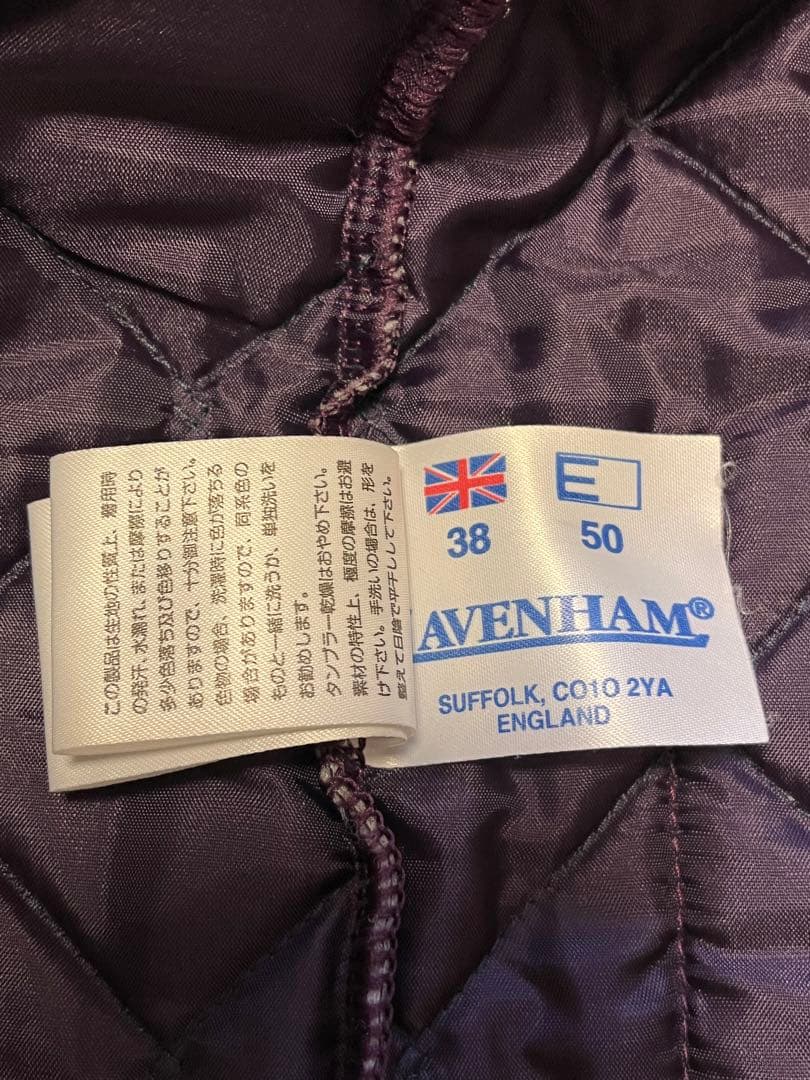 この製品は生地の性質上、着用時
の発汗、水濡れ、または摩擦により
多少色落ち及び色移りすることが
ありますので、十分御注意下さい。
色物の場合、洗濯時に色が落ちる
場合がありますので、同系色の
ものと一緒に洗うか、単独洗いを
お勧めします。
タンブラー乾燥はおやめ下さい。
素材の特性上、極度の摩擦はお避
け下さい。手洗いの場合は、形を
整えて日陰で平干しして下さい。
E
38 50
AVENHAM®
SUFFOLK, CO10 2YA
ENGLAND